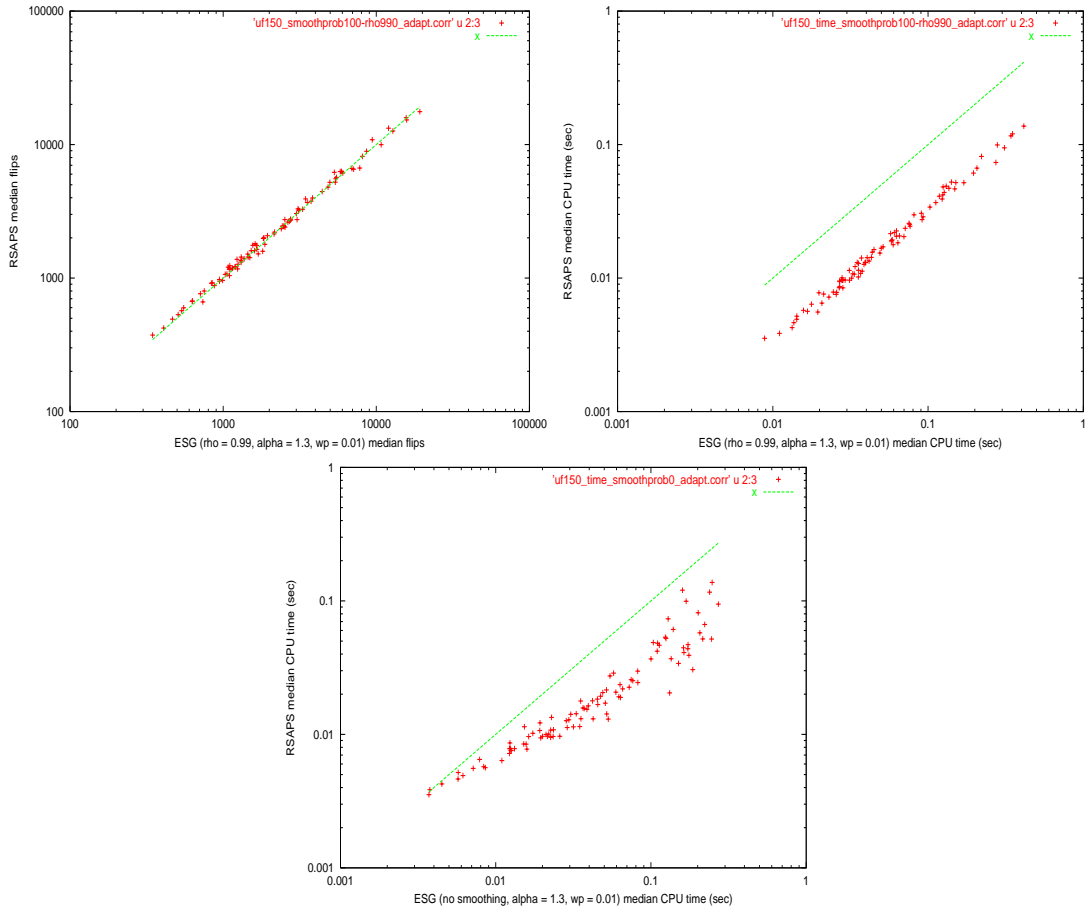 'uf150_smoothprob100-rho990_adapt.corr' u 2:3
x
100000
10000
1000
100
RSAPS median flips
100
1000
10000
100000
ESG (rho = 0.99, alpha = 1.3, wp = 0.01) median flips
'uf150_time_smoothprob100-rho990_adapt.corr' u 2:3
x
1
0.1
0.01
0.001
RSAPS median CPU time (sec)
0.001
0.01
0.1
1
ESG (rho = 0.99, alpha = 1.3, wp = 0.01) median CPU time (sec)
'uf150_time_smoothprob0_adapt.corr' u 2:3
x
1
0.1
0.01
0.001
RSAPS median CPU time (sec)
0.001
0.01
0.1
1
ESG (no smoothing, alpha = 1.3, wp = 0.01) median CPU time (sec)